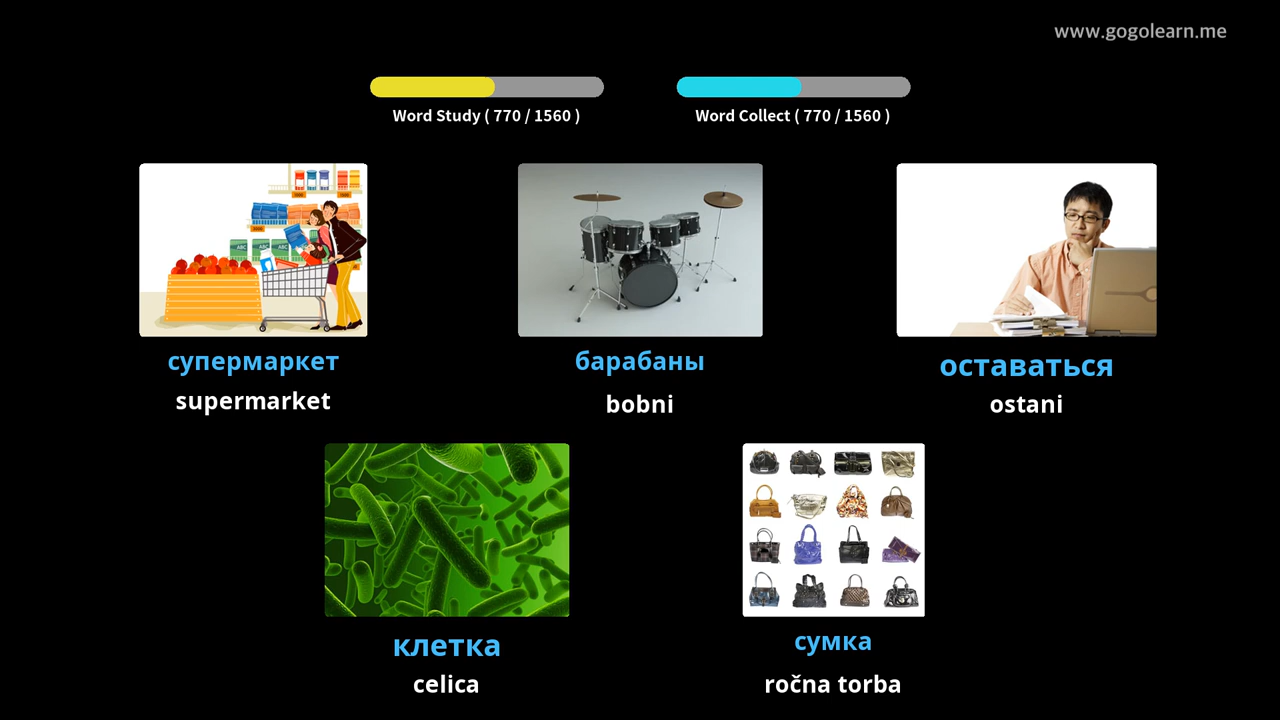 www.gogolearn.me
Word Study ( 770 / 1560 )
Word Collect ( 770 / 1560 )
супермаркет
supermarket
барабаны
bobni
оставаться
ostani
клетка
celica
сумка
ročna torba